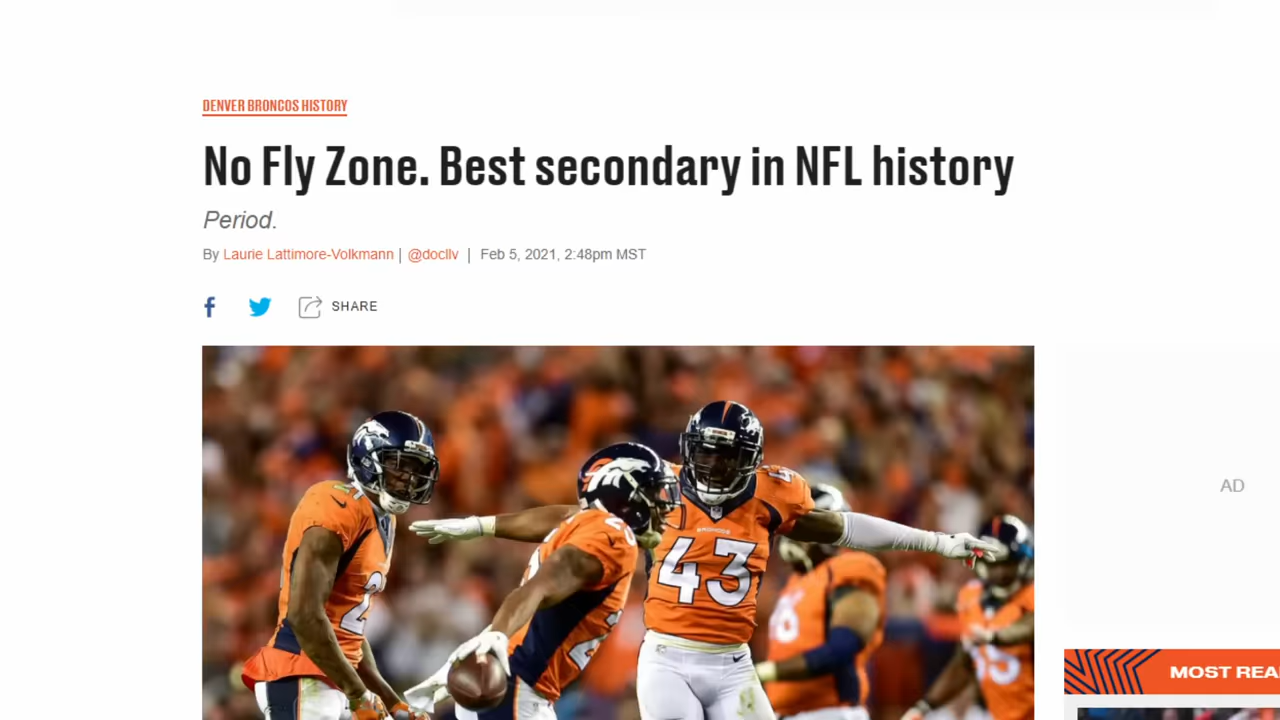 DENVER BRONCOS HISTORY
No Fly Zone. Best secondary in NFL history
Period.
By Laurie Lattimore-Volkmann | @docllv | Feb 5, 2021, 2:48pm MST
SHARE
AD
BRONCOS
43
MOST REA